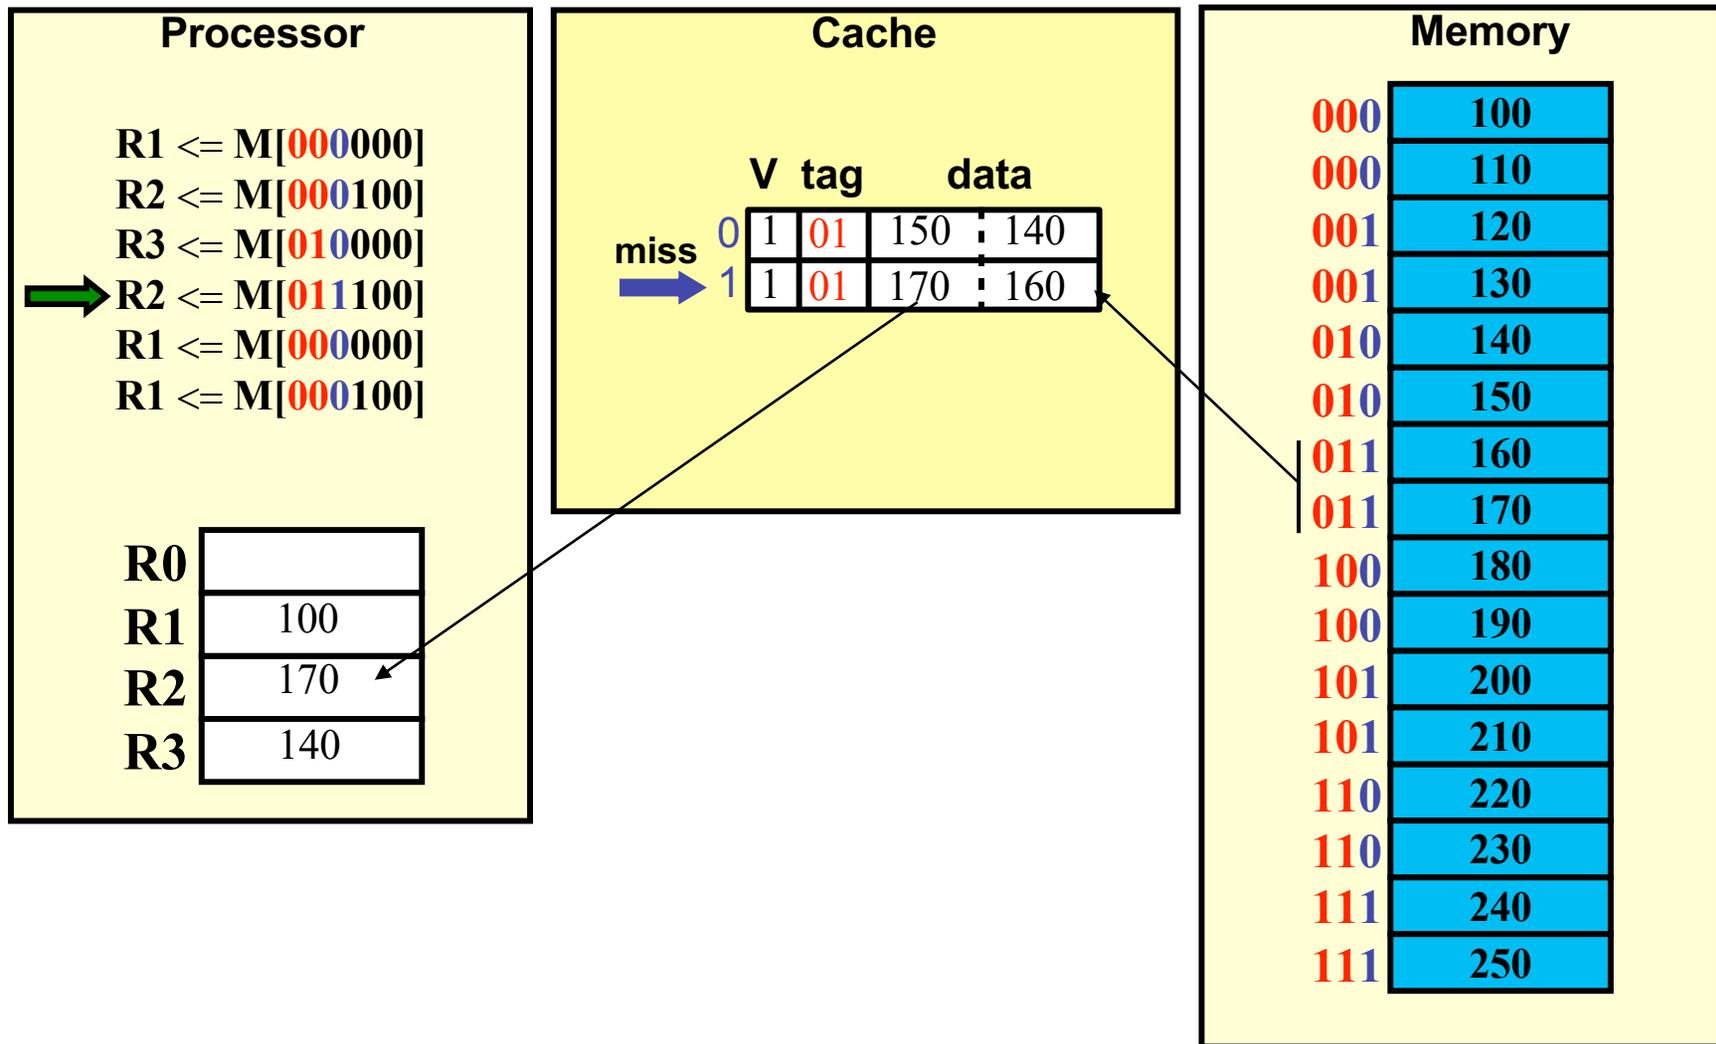 Processor
R1 <= M[000000]
R2 <= M[000100]
R3 <= M[010000]
R2 <= M[011100]
R1 <= M[000000]
R1 <= M[000100]
R0
R1 100
R2 170
R3 140
Cache
V tag data
0 1 01 150 140
miss
1 1 01 170 160
Memory
000 100
000 110
001 120
001 130
010 140
010 150
011 160
011 170
100 180
100 190
101 200
101 210
110 220
110 230
111 240
111 250